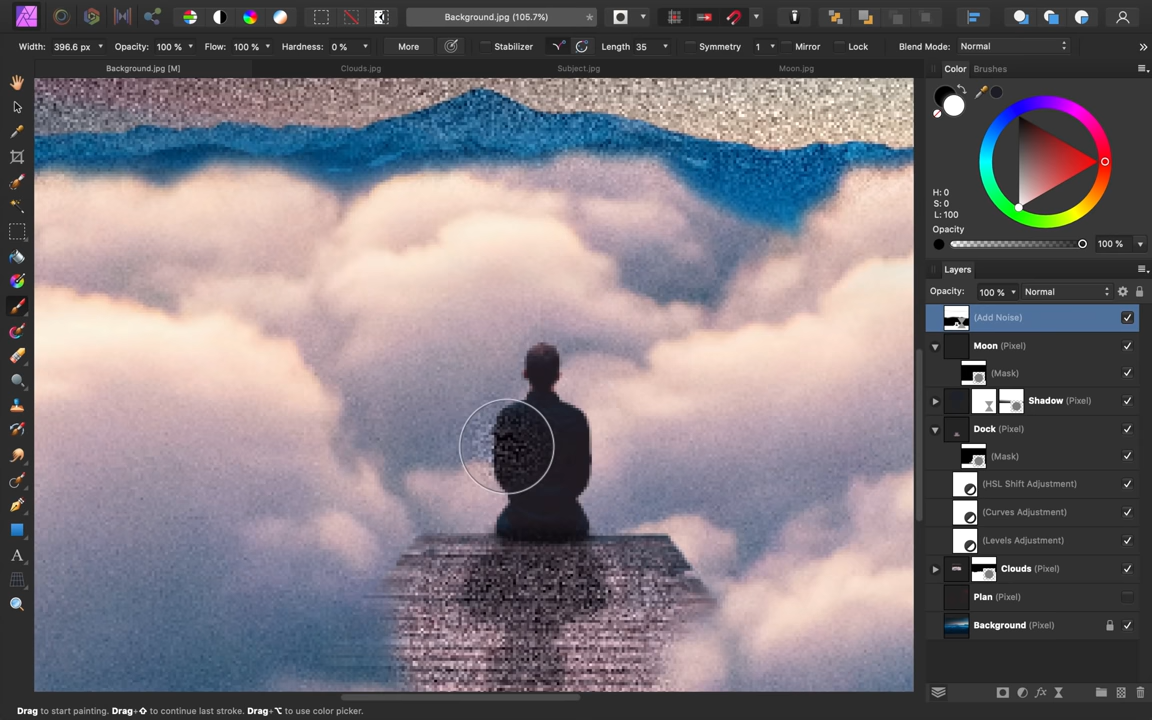 Background.jpg (105.7%)
Width: 396.6 px Opacity: 100 % Flow: 100 % Hardness: 0 % More Stabilizer Length 35 Symmetry 1 Mirror Lock Blend Mode: Normal
Background.jpg [M] Clouds.jpg Subject.jpg Moon.jpg
Color Brushes
H: 0
S: 0
L: 100
Opacity
100 %
Layers
Opacity: 100 % Normal
(Add Noise)
Moon (Pixel)
(Mask)
Shadow (Pixel)
Dock (Pixel)
(Mask)
(HSL Shift Adjustment)
(Curves Adjustment)
(Levels Adjustment)
Clouds (Pixel)
Plan (Pixel)
Background (Pixel)
Drag to start painting. Drag+⇧ to continue last stroke. Drag+⌥ to use color picker.